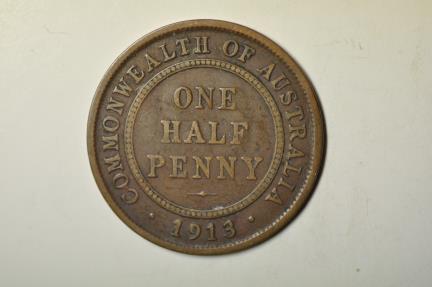 COMMONWEALTH OF AUSTRALIA
ONE
HALF
PENNY
1913